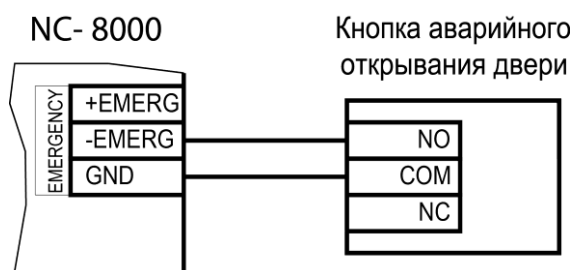 NC- 8000
Кнопка аварийного
открывания двери
EMERGENCY
+EMERG
-EMERG
GND
NO
COM
NC